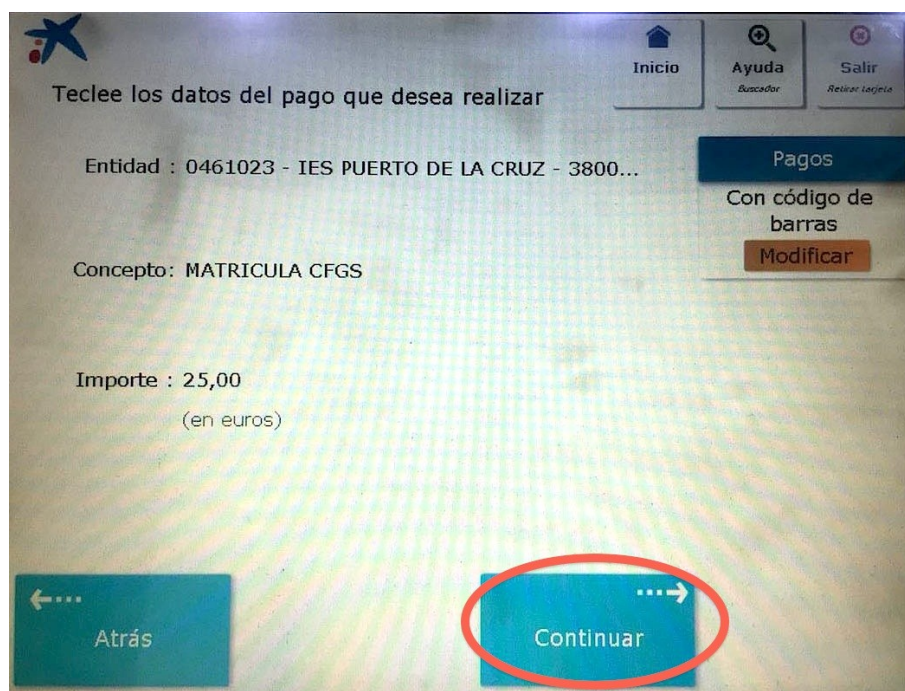 Inicio
Ayuda
Buscador
Salir
Retirar tarjeta
Teclee los datos del pago que desea realizar
Entidad : 0461023 - IES PUERTO DE LA CRUZ - 3800...
Pagos
Con código de
barras
Modificar
Concepto: MATRICULA CFGS
Importe : 25,00
(en euros)
Atrás
Continuar